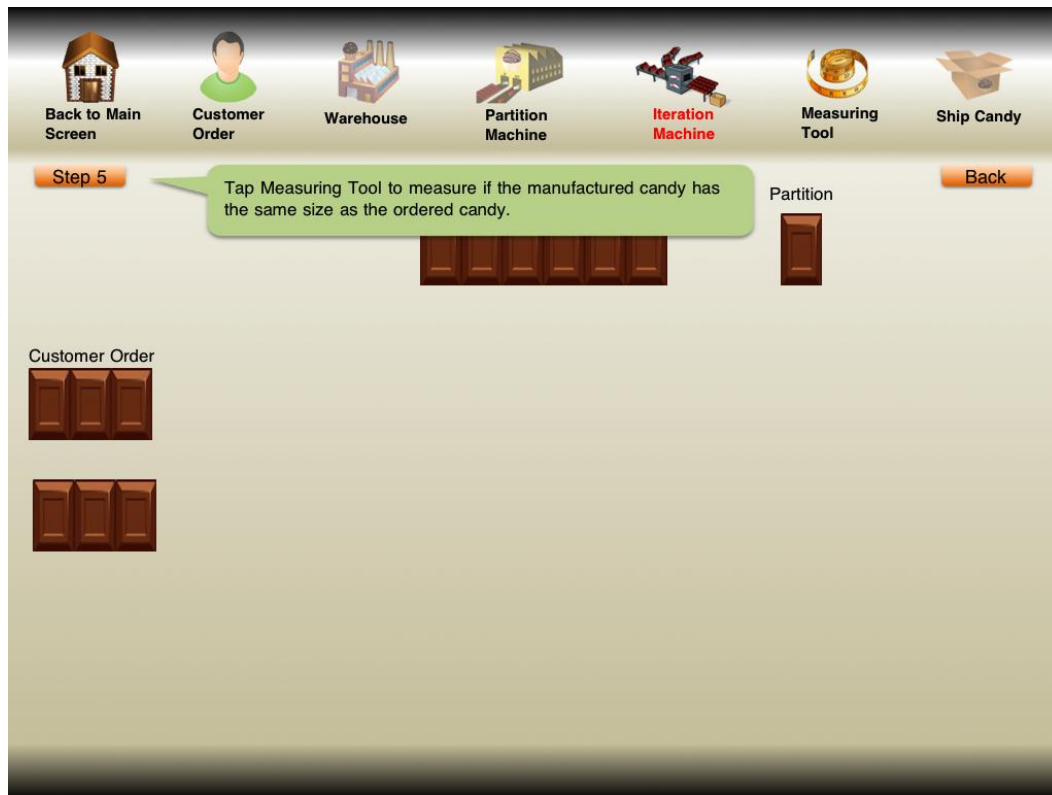 Back to Main
Screen
Customer
Order
Warehouse
Partition
Machine
Iteration
Machine
Measuring
Tool
Ship Candy
Step 5
Tap Measuring Tool to measure if the manufactured candy has
the same size as the ordered candy.
Partition
Back
Customer Order